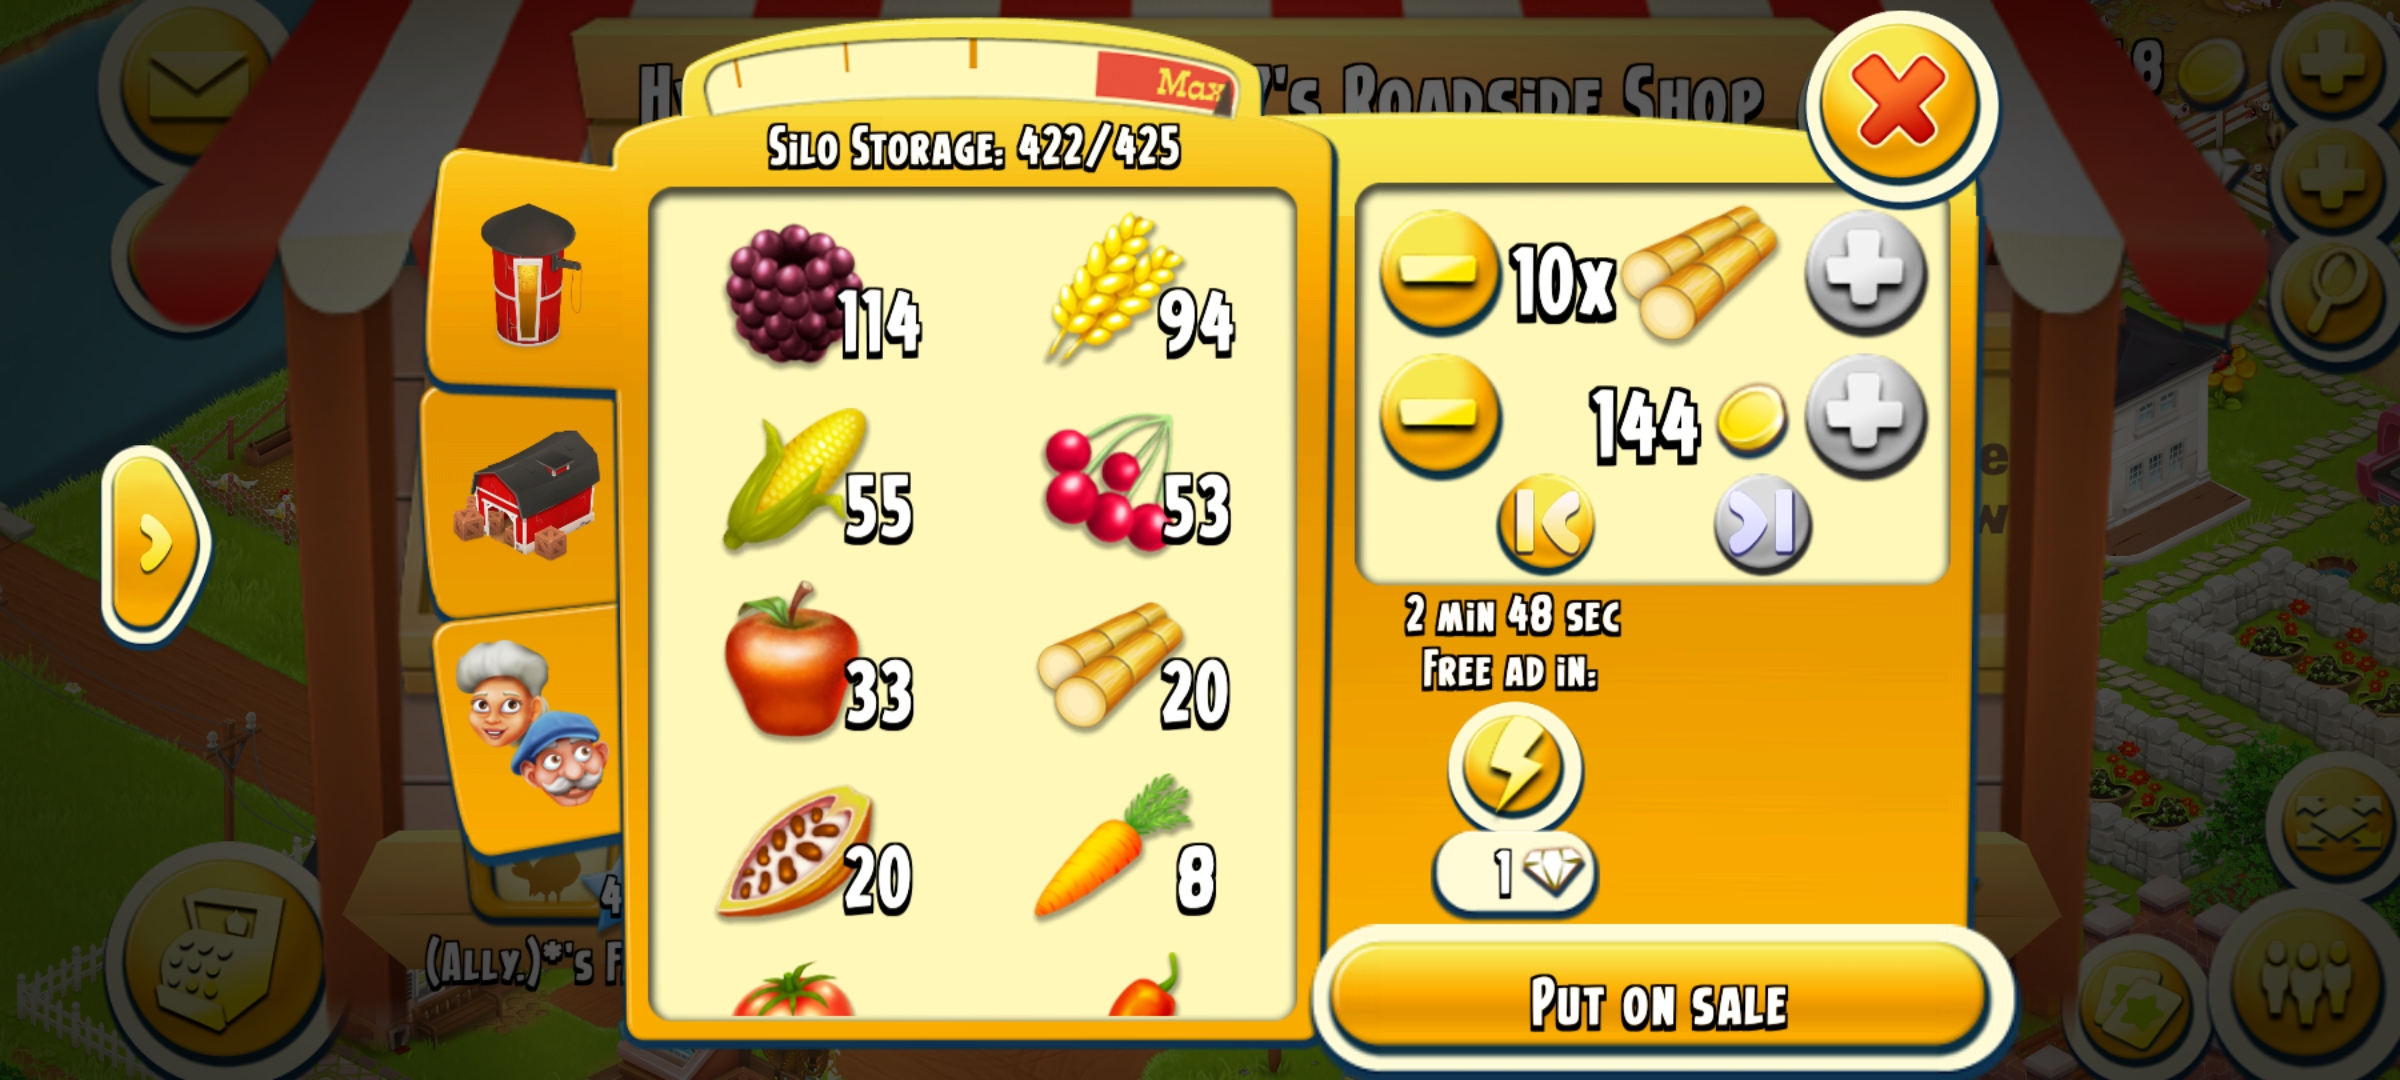 Max
'S ROADSIDE SHOP
8
SILO STORAGE: 422/425
114
94
55
53
33
20
20
8
10x
144
2 MIN 48 SEC
FREE AD IN:
1
PUT ON SALE
(ALLY.)*'S